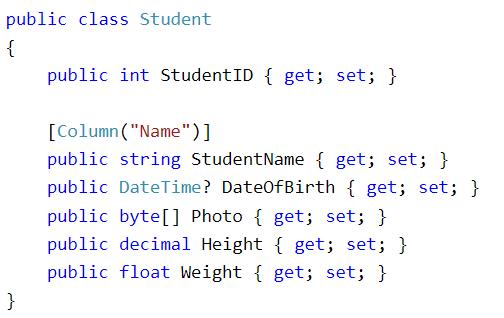 public class Student
{
    public int StudentID { get; set; }

    [Column("Name")]
    public string StudentName { get; set; }
    public DateTime? DateOfBirth { get; set; }
    public byte[] Photo { get; set; }
    public decimal Height { get; set; }
    public float Weight { get; set; }
}